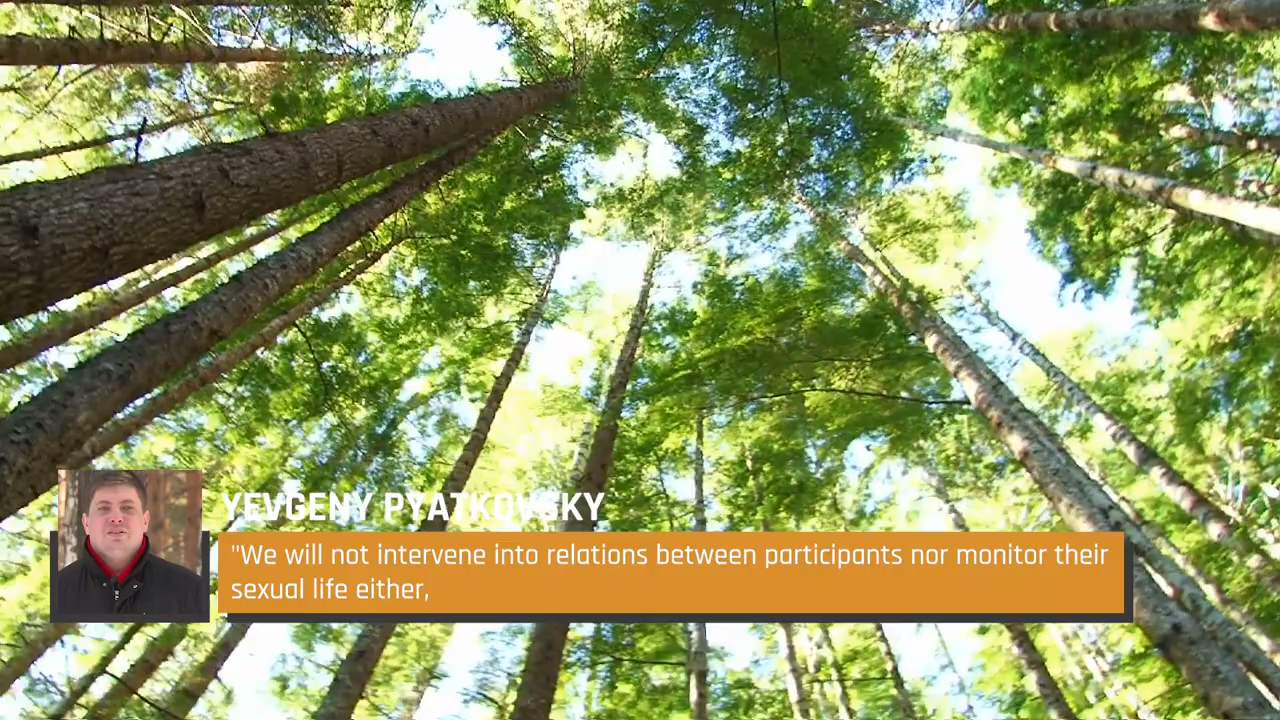 YEVGENY PYATKOVSKY
"We will not intervene into relations between participants nor monitor their
sexual life either,